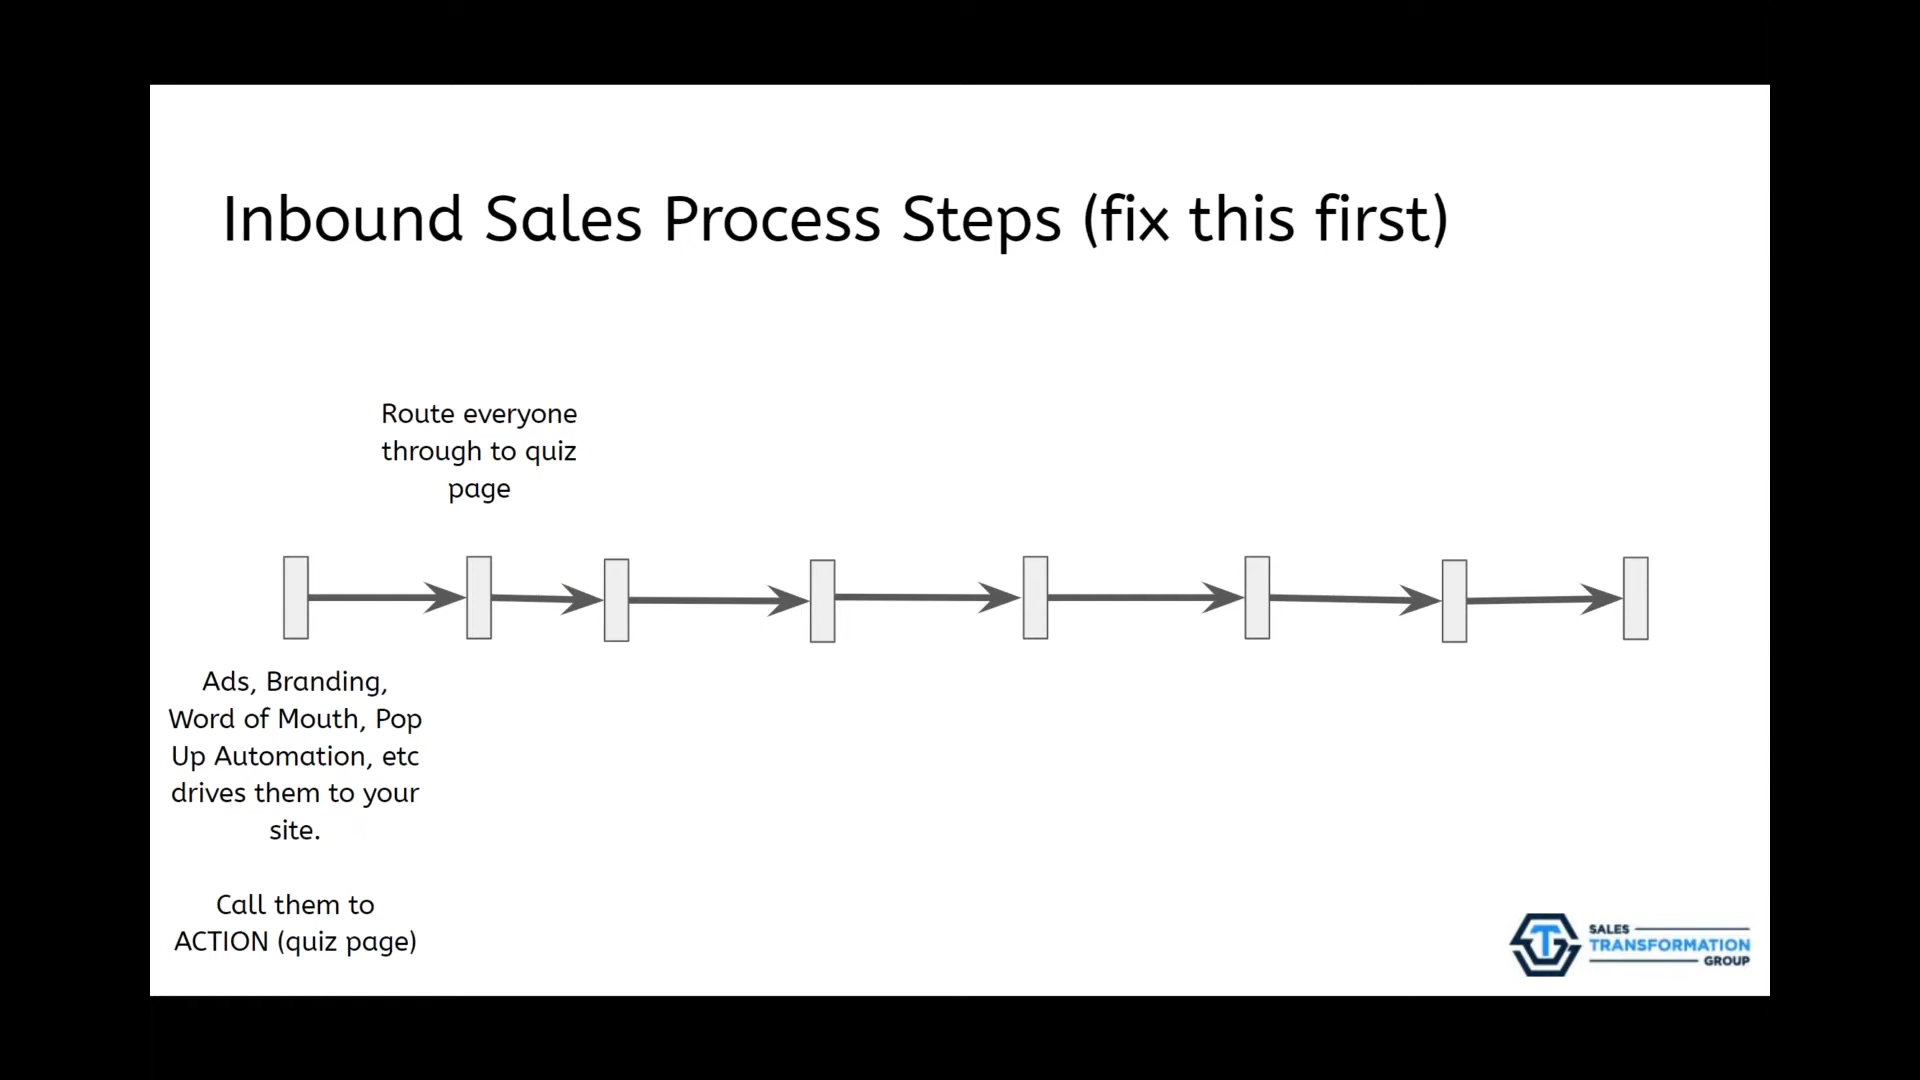 Inbound Sales Process Steps (fix this first)
Route everyone
through to quiz
page
Ads, Branding,
Word of Mouth, Pop
Up Automation, etc
drives them to your
site.
Call them to
ACTION (quiz page)
SALES
TRANSFORMATION
GROUP